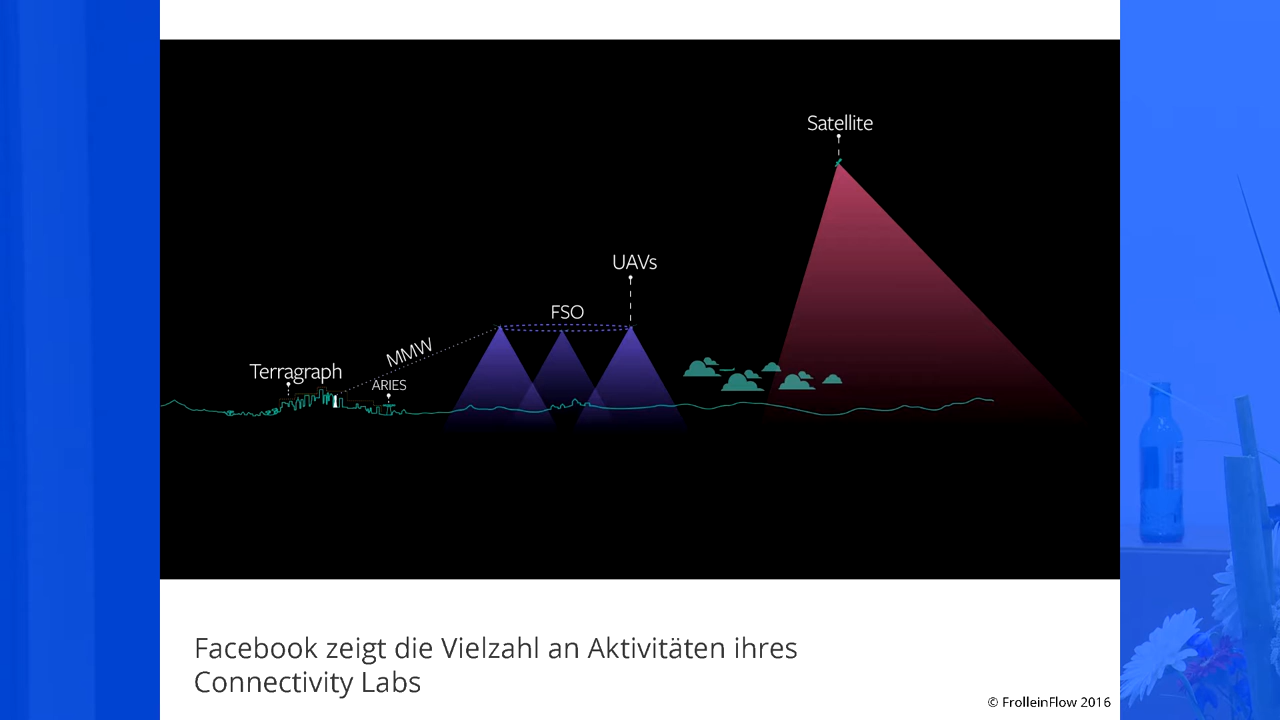 Satellite
UAVs
FSO
MMW
Terragraph
ARIES
Facebook zeigt die Vielzahl an Aktivitäten ihres
Connectivity Labs
© FrolleinFlow 2016